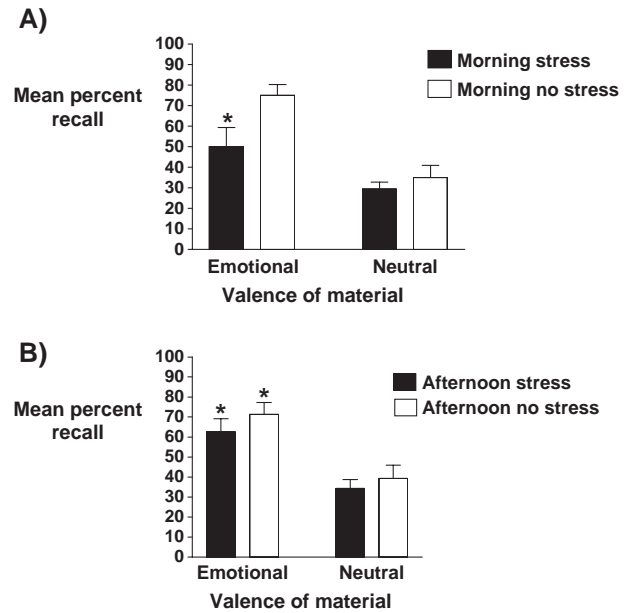 A)
Mean percent
recall
100
90
80
70
60
50
40
30
20
10
0
*
Morning stress
Morning no stress
Emotional Neutral
Valence of material
B)
Mean percent
recall
100
90
80
70
60
50
40
30
20
10
0
* *
Afternoon stress
Afternoon no stress
Emotional Neutral
Valence of material